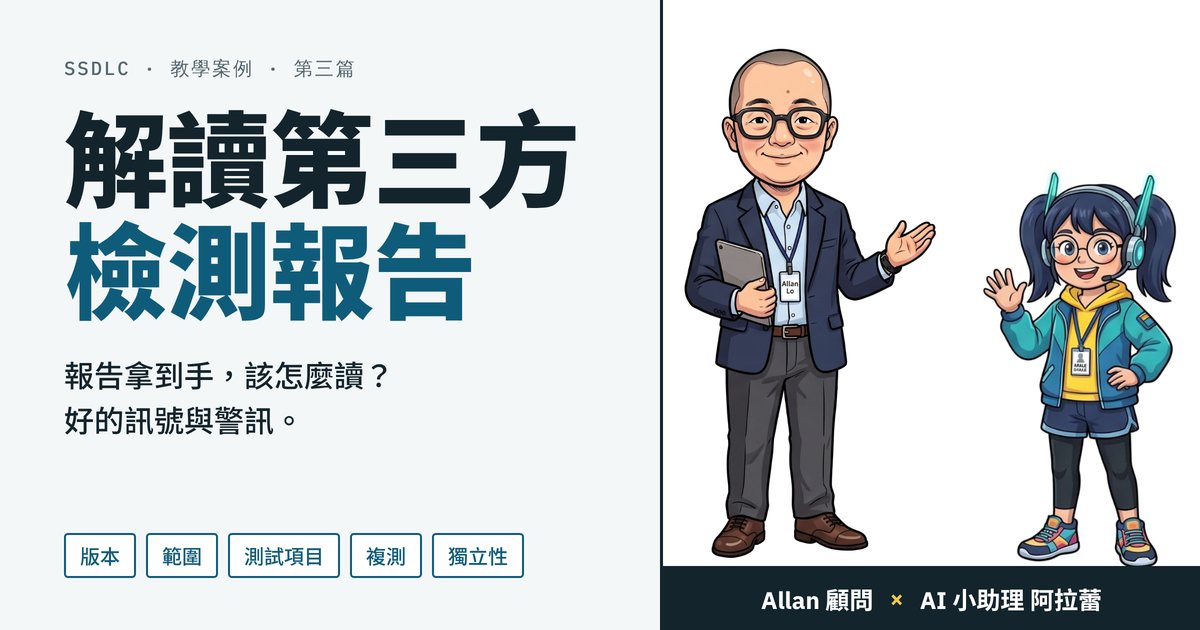 SSDLC · 教學案例 · 第三篇
解讀第三方
檢測報告
報告拿到手，該怎麼讀？
好的訊號與警訊。
版本
範圍
測試項目
複測
獨立性
Allan
Lo
Allan 顧問 × AI 小助理 阿拉蕾